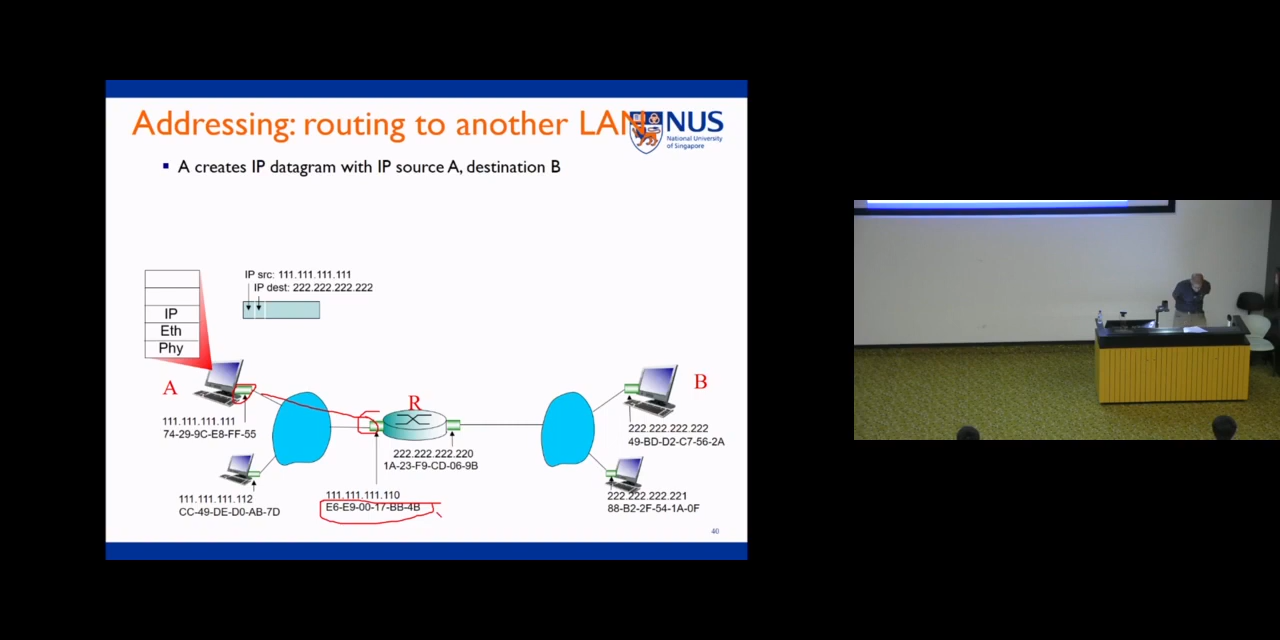 Addressing: routing to another LAN
NUS
National University
of Singapore
▪ A creates IP datagram with IP source A, destination B
IP src: 111.111.111.111
IP dest: 222.222.222.222
IP
Eth
Phy
A
R
B
111.111.111.111
74-29-9C-E8-FF-55
222.222.222.222
49-BD-D2-C7-56-2A
222.222.222.220
1A-23-F9-CD-06-9B
111.111.111.112
CC-49-DE-D0-AB-7D
111.111.111.110
E6-E9-00-17-BB-4B
222.222.222.221
88-B2-2F-54-1A-0F
40